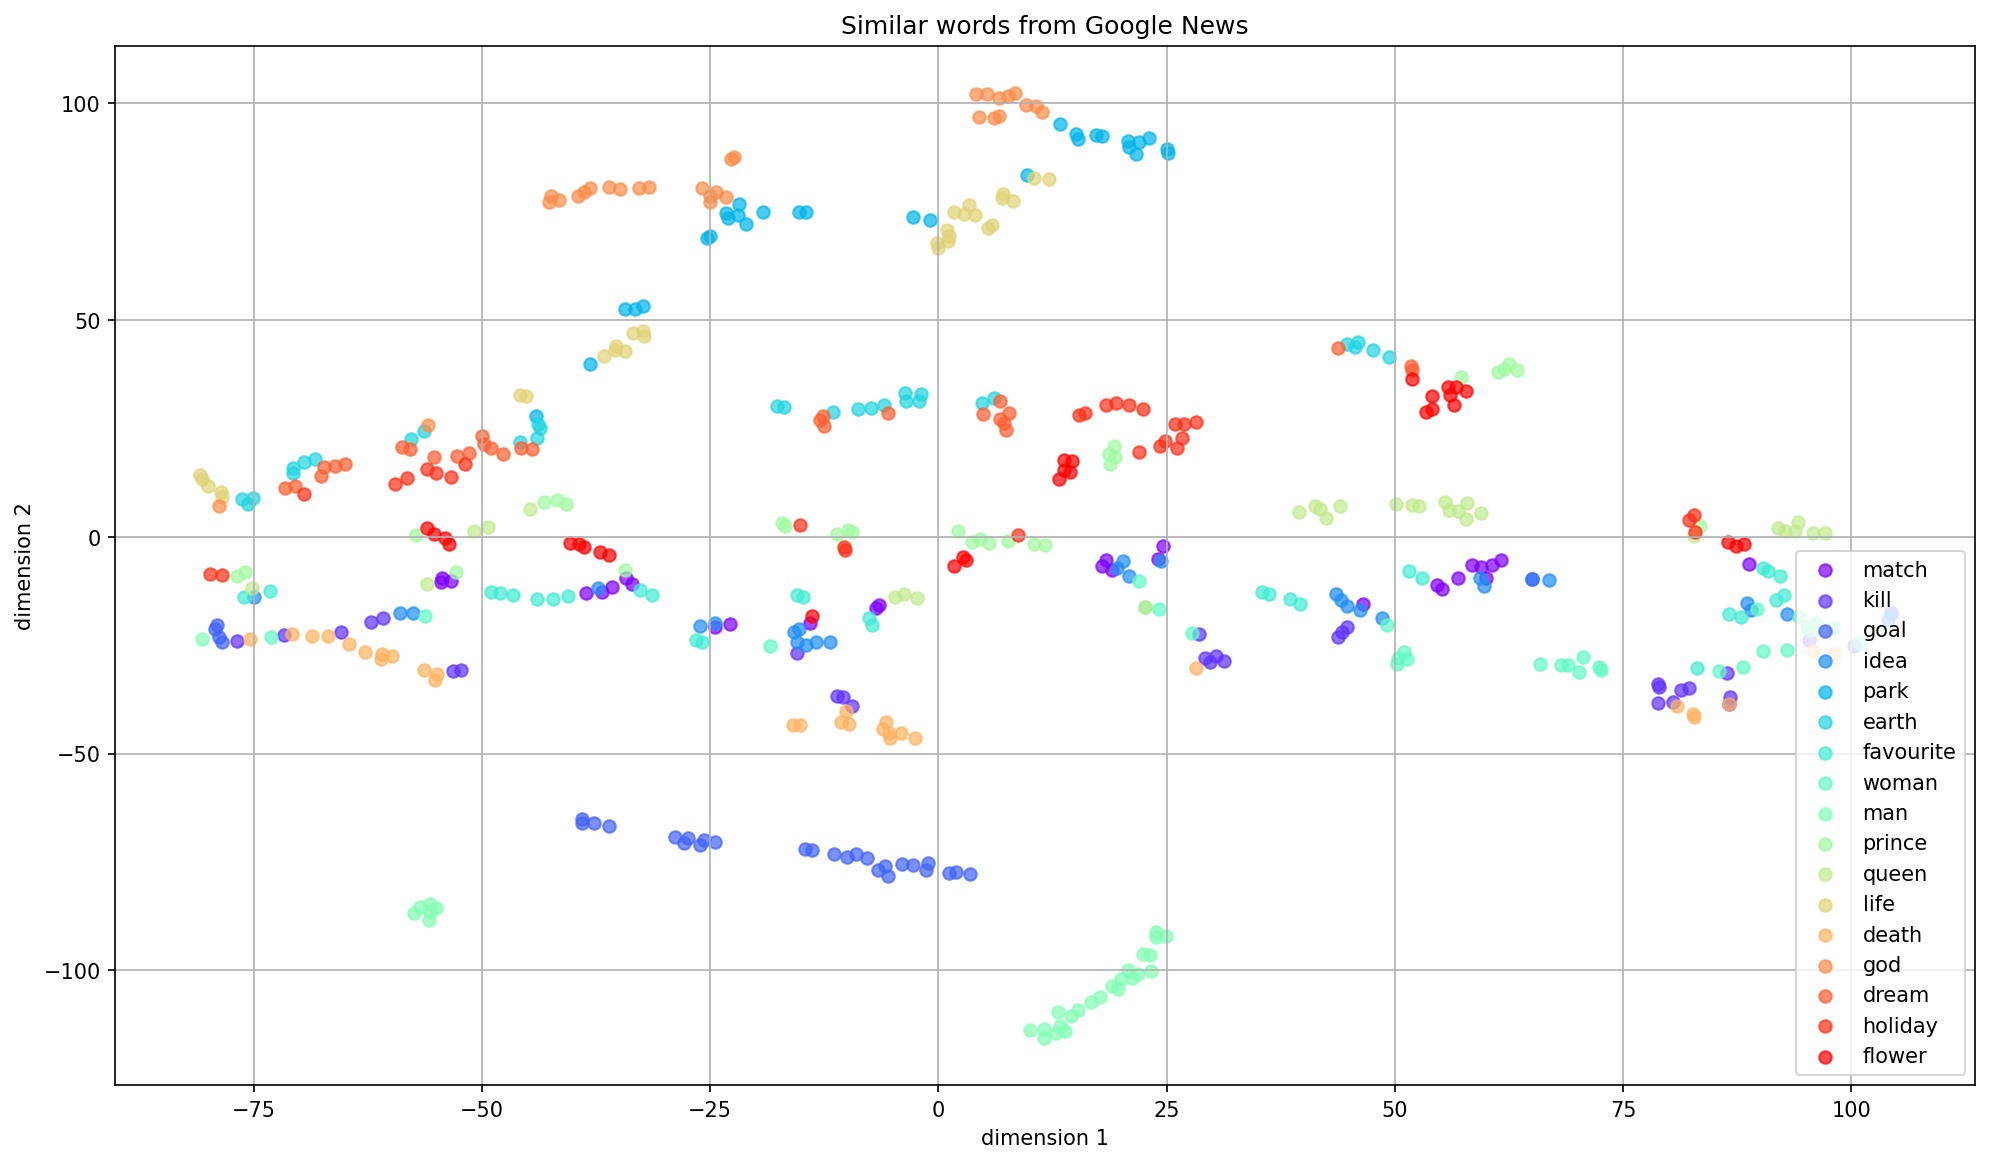 Similar words from Google News
100
50
0
−50
−100
dimension 2
−75
−50
−25
0
25
50
75
100
dimension 1
match
kill
goal
idea
park
earth
favourite
woman
man
prince
queen
life
death
god
dream
holiday
flower